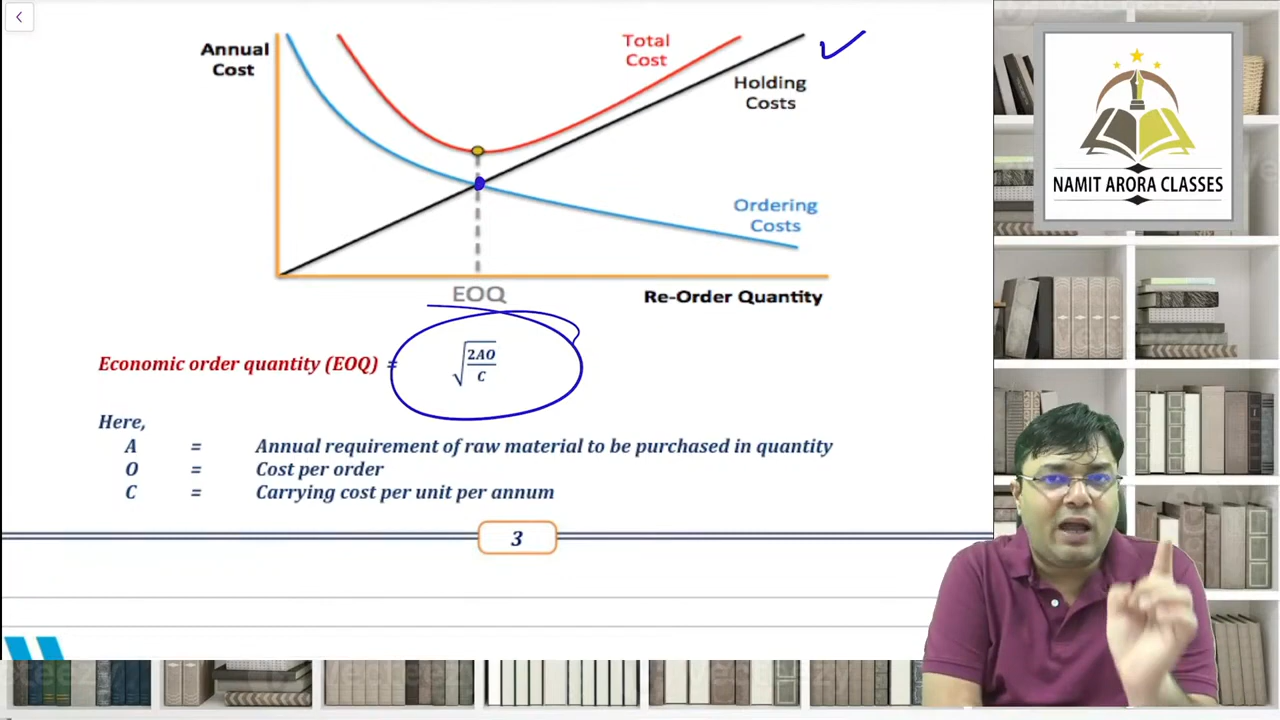 Annual
Cost
Total
Cost
Holding
Costs
Ordering
Costs
EOQ
Re-Order Quantity
Economic order quantity (EOQ) = √2AO/C
Here,
A = Annual requirement of raw material to be purchased in quantity
O = Cost per order
C = Carrying cost per unit per annum
3
NAMIT ARORA CLASSES